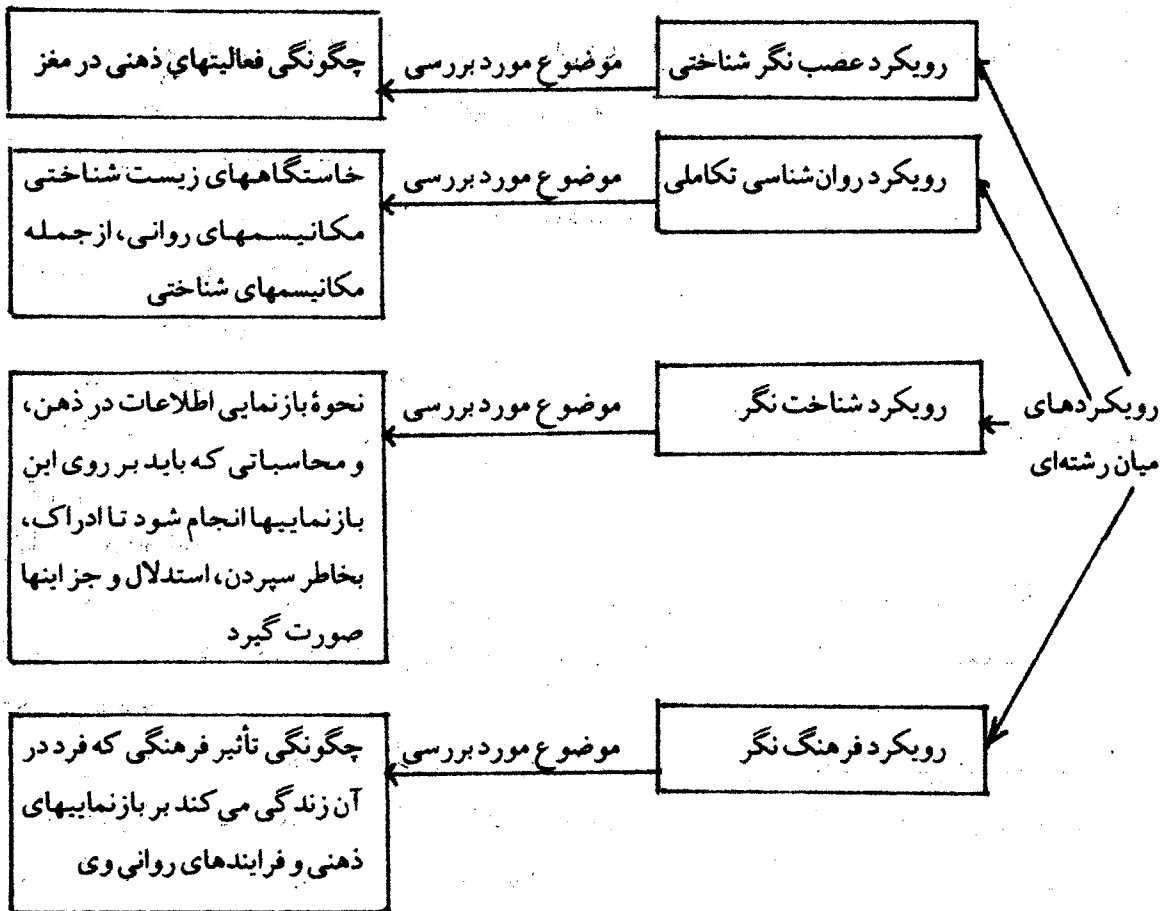 رویکردهای
میان رشته‌ای
رویکرد عصب نگر شناختی
موضوع مورد بررسی
چگونگی فعالیتهای ذهنی در مغز
رویکرد روان‌شناسی تکاملی
موضوع مورد بررسی
خاستگاههای زیست شناختی
مکانیسمهای روانی، از جمله
مکانیسمهای شناختی
رویکرد شناخت نگر
موضوع مورد بررسی
نحوهٔ بازنمایی اطلاعات در ذهن،
و محاسباتی که باید بر روی این
بازنماییها انجام شود تا ادراک،
بخاطر سپردن، استدلال و جز اینها
صورت گیرد
رویکرد فرهنگ نگر
موضوع مورد بررسی
چگونگی تأثیر فرهنگی که فرد در
آن زندگی می کند بر بازنماییهای
ذهنی و فرایندهای روانی وی